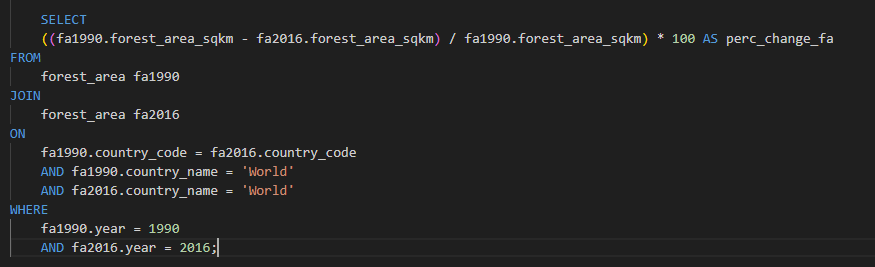 SELECT
((fa1990.forest_area_sqkm - fa2016.forest_area_sqkm) / fa1990.forest_area_sqkm) * 100 AS perc_change_fa
FROM
forest_area fa1990
JOIN
forest_area fa2016
ON
fa1990.country_code = fa2016.country_code
AND fa1990.country_name = 'World'
AND fa2016.country_name = 'World'
WHERE
fa1990.year = 1990
AND fa2016.year = 2016;